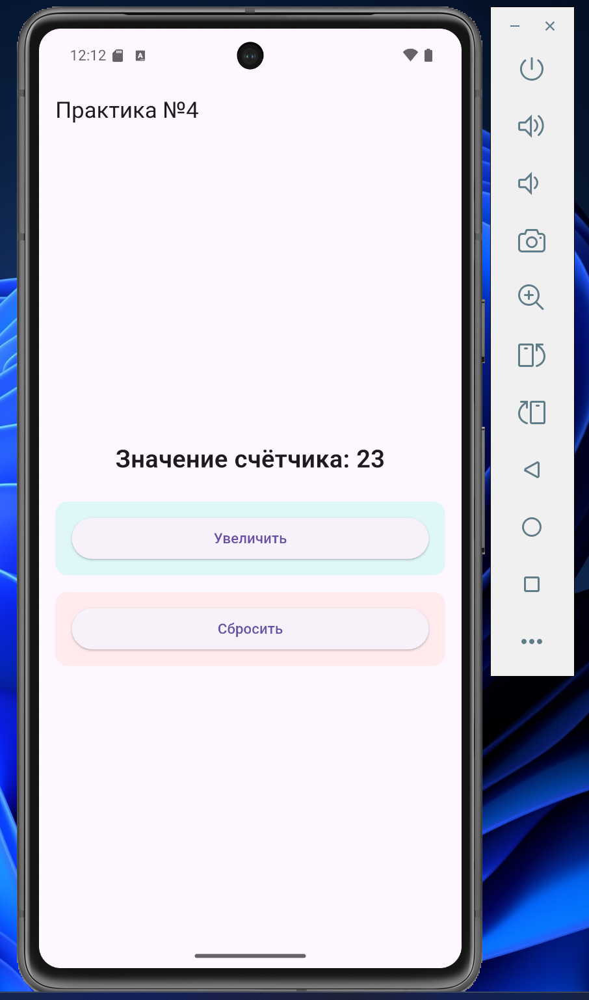 12:12
Практика №4
Значение счётчика: 23
Увеличить
Сбросить